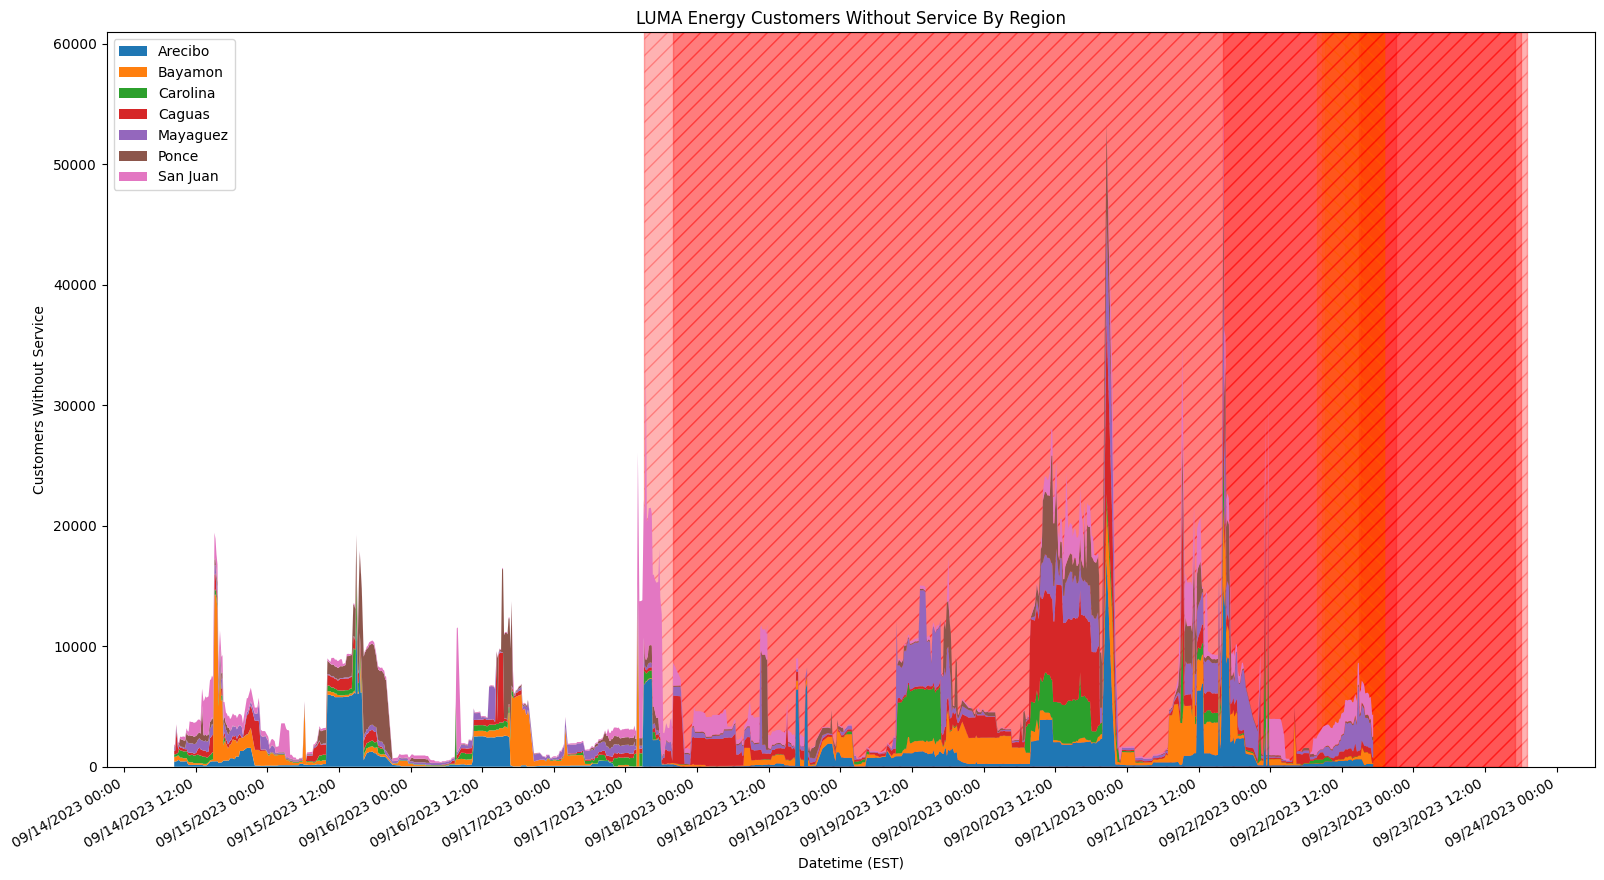 LUMA Energy Customers Without Service By Region
Arecibo
Bayamon
Carolina
Caguas
Mayaguez
Ponce
San Juan
60000
50000
40000
30000
20000
10000
0
Customers Without Service
09/14/2023 00:00
09/14/2023 12:00
09/15/2023 00:00
09/15/2023 12:00
09/16/2023 00:00
09/16/2023 12:00
09/17/2023 00:00
09/17/2023 12:00
09/18/2023 00:00
09/18/2023 12:00
09/19/2023 00:00
09/19/2023 12:00
09/20/2023 00:00
09/20/2023 12:00
09/21/2023 00:00
09/21/2023 12:00
09/22/2023 00:00
09/22/2023 12:00
09/23/2023 00:00
09/23/2023 12:00
09/24/2023 00:00
Datetime (EST)